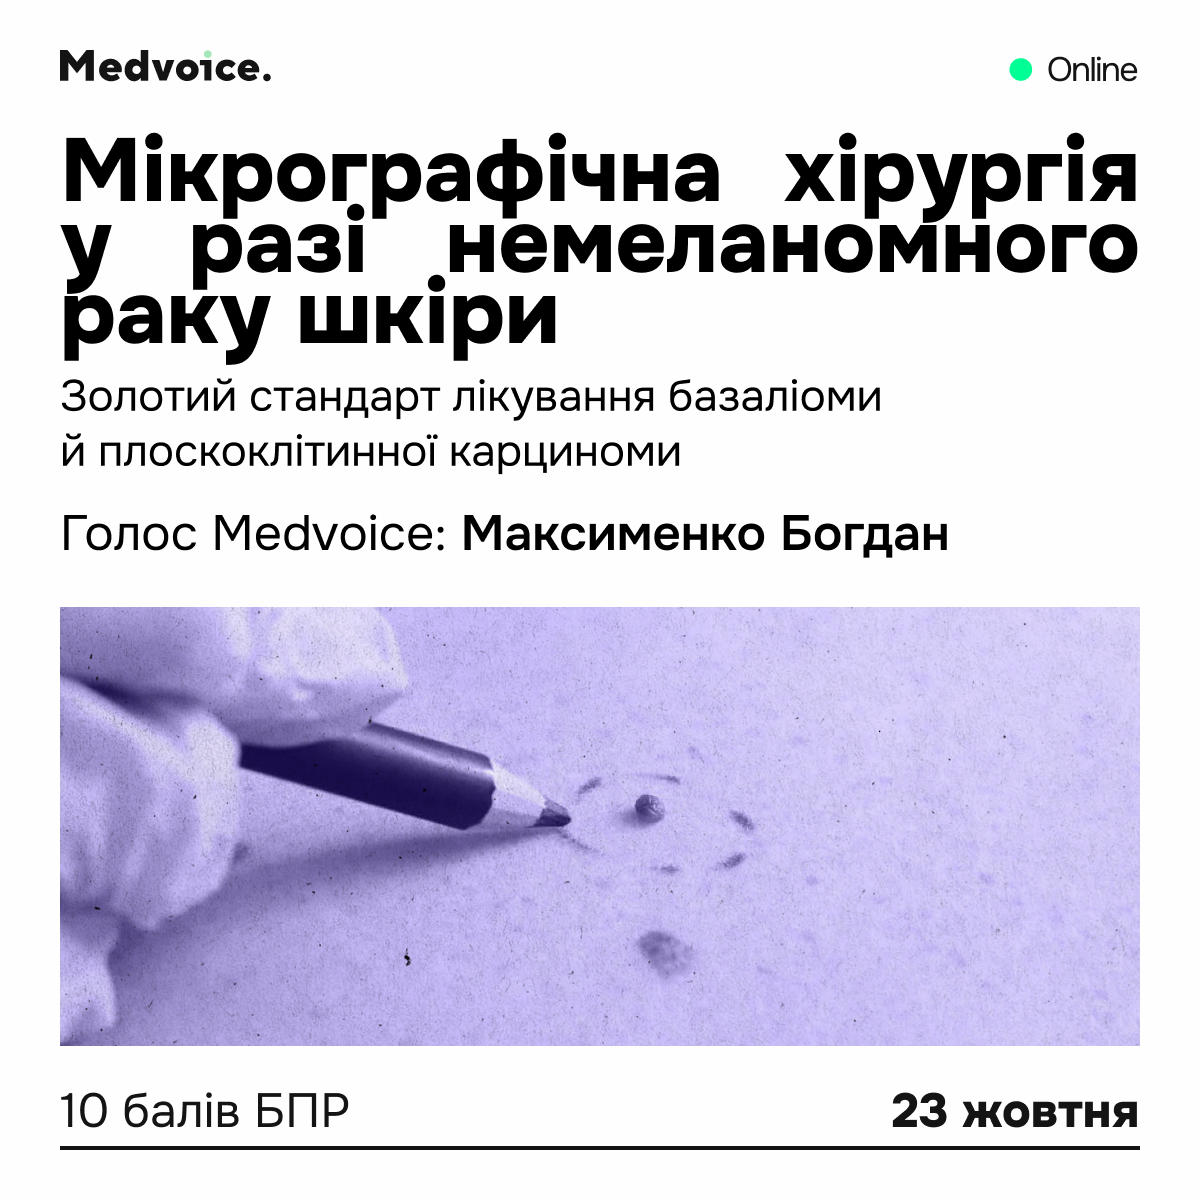 Medvoice.
Online
Мікрографічна хірургія
у разі немеланомного
раку шкіри
Золотий стандарт лікування базаліоми
й плоскоклітинної карциноми
Голос Medvoice: Максименко Богдан
10 балів БПР
23 жовтня